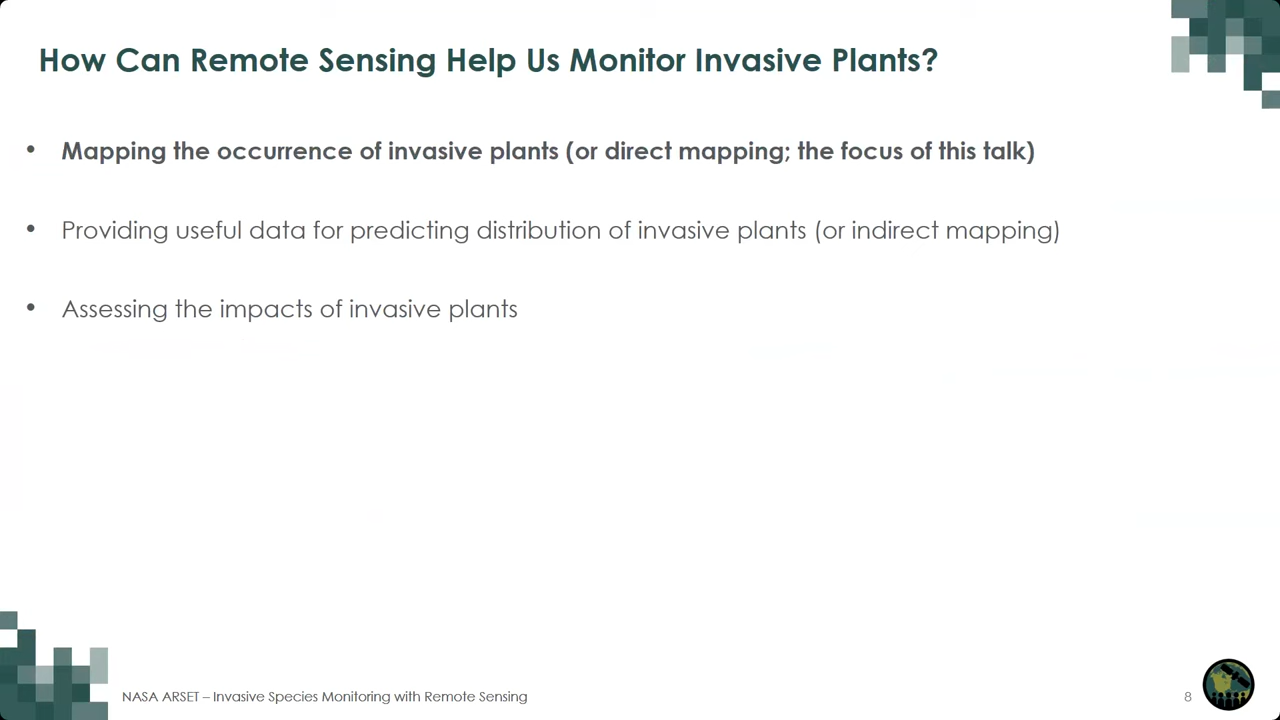 How Can Remote Sensing Help Us Monitor Invasive Plants?
• Mapping the occurrence of invasive plants (or direct mapping; the focus of this talk)
• Providing useful data for predicting distribution of invasive plants (or indirect mapping)
• Assessing the impacts of invasive plants
NASA ARSET – Invasive Species Monitoring with Remote Sensing
8